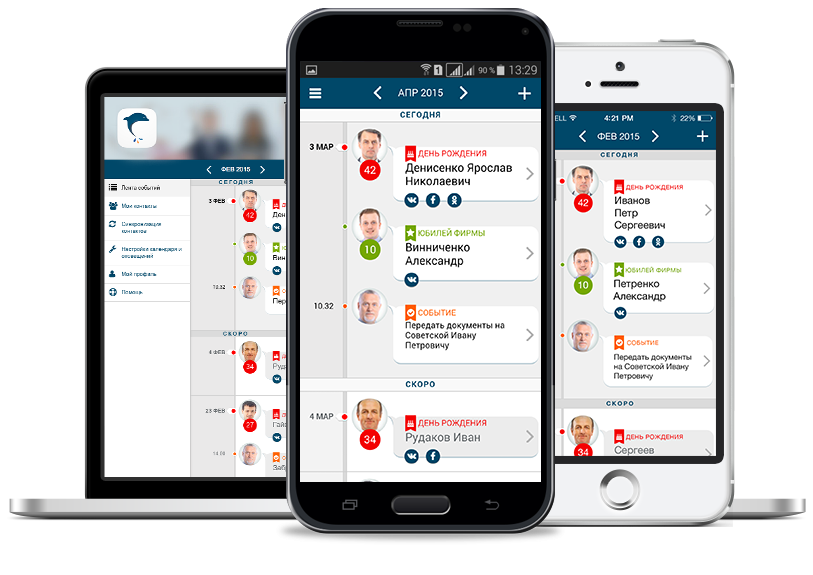 ФЕВ 2015
СЕГОДНЯ
Лента событий
Мои контакты
Синхронизация
контактов
Настройки календаря и
оповещений
Мой профиль
Помощь
3 ФЕВ
42
10
10.32
СКОРО
4 ФЕВ
34
23 ФЕВ
27
90 %
13:29
АПР 2015
СЕГОДНЯ
3 МАР
ДЕНЬ РОЖДЕНИЯ
Денисенко Ярослав
Николаевич
42
ЮБИЛЕЙ ФИРМЫ
Винниченко
Александр
10
10.32
СОБЫТИЕ
Передать документы на
Советской Ивану
Петровичу
СКОРО
4 МАР
ДЕНЬ РОЖДЕНИЯ
Рудаков Иван
34
ELL
4:21 PM
22%
ФЕВ 2015
СЕГОДНЯ
ДЕНЬ РОЖДЕНИЯ
Иванов
Петр
Сергеевич
42
ЮБИЛЕЙ ФИРМЫ
Петренко
Александр
10
СОБЫТИЕ
Передать документы
на Советской Ивану
Петровичу
СКОРО
ДЕНЬ РОЖДЕНИЯ
Сергеев
34